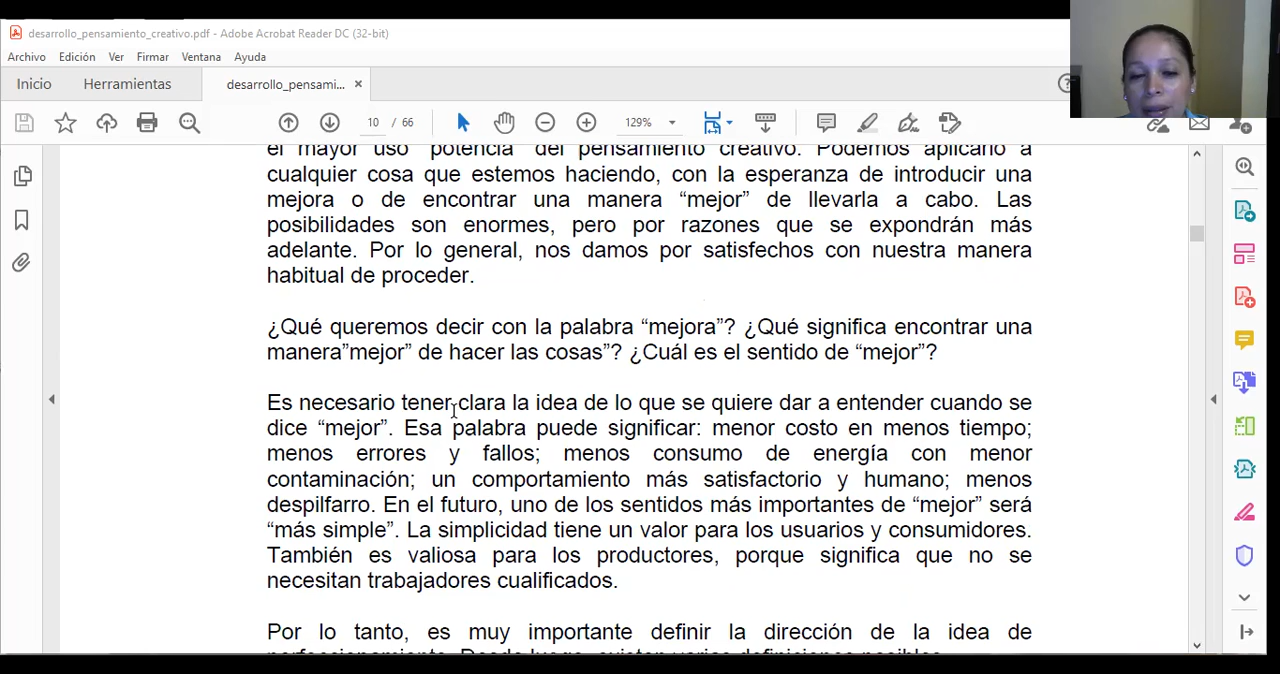 desarrollo_pensamiento_creativo.pdf - Adobe Acrobat Reader DC (32-bit)
Archivo Edición Ver Firmar Ventana Ayuda
Inicio Herramientas desarrollo_pensami... ×
10 / 66 129%
el mayor uso potencia del pensamiento creativo. Podemos aplicarlo a
cualquier cosa que estemos haciendo, con la esperanza de introducir una
mejora o de encontrar una manera “mejor” de llevarla a cabo. Las
posibilidades son enormes, pero por razones que se expondrán más
adelante. Por lo general, nos damos por satisfechos con nuestra manera
habitual de proceder.
¿Qué queremos decir con la palabra “mejora”? ¿Qué significa encontrar una
manera”mejor” de hacer las cosas”? ¿Cuál es el sentido de “mejor”?
Es necesario tener clara la idea de lo que se quiere dar a entender cuando se
dice “mejor”. Esa palabra puede significar: menor costo en menos tiempo;
menos errores y fallos; menos consumo de energía con menor
contaminación; un comportamiento más satisfactorio y humano; menos
despilfarro. En el futuro, uno de los sentidos más importantes de “mejor” será
“más simple”. La simplicidad tiene un valor para los usuarios y consumidores.
También es valiosa para los productores, porque significa que no se
necesitan trabajadores cualificados.
Por lo tanto, es muy importante definir la dirección de la idea de
perfeccionamiento. Desde luego, existen varias definiciones posibles